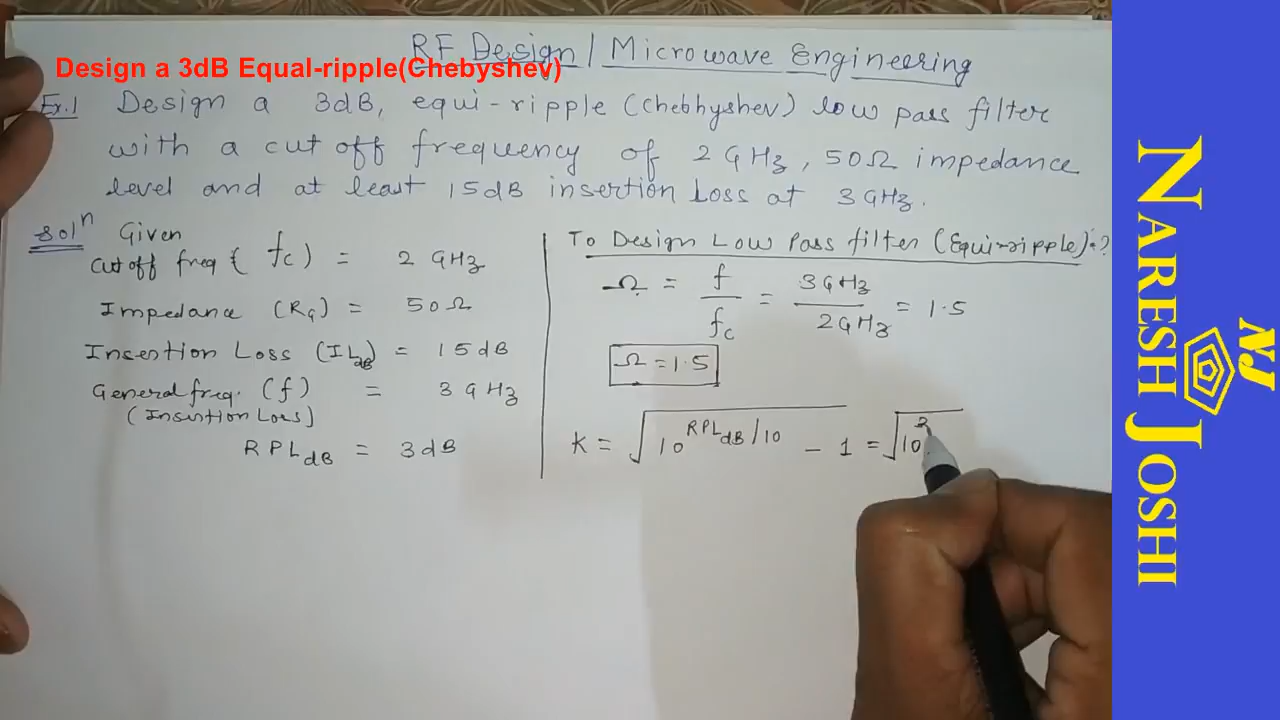 RF Design / Microwave Engineering
Design a 3dB Equal-ripple(Chebyshev)
Ex.1 Design a 3dB, equi-ripple (chebhyshev) low pass filter
with a cut off frequency of 2 GHz, 50Ω impedance
level and at least 15dB insertion Loss at 3 GHz.
Solⁿ Given
Cut off freq ( fc) = 2 GHz
Impedance (RG) = 50Ω
Insertion Loss (ILdB) = 15dB
General freq. (f) = 3 GHz
(Insertion Loss)
RPLdB = 3dB
To Design Low Pass filter (Equi-ripple):?
Ω = f/fc = 3GHz/2GHz = 1.5
Ω = 1.5
K = √10^RPLdB/10 - 1 = √10^3
NARESH JOSHI
NJ